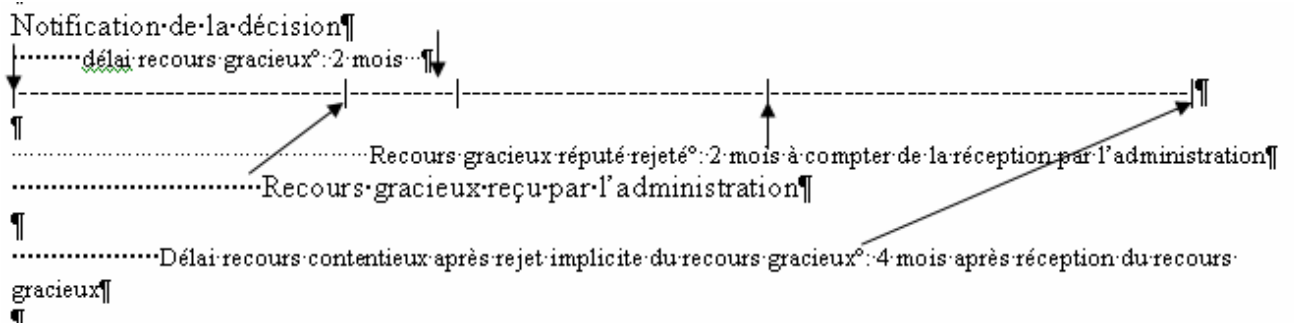 Notification de la décision¶
délai recours gracieux° : 2 mois ¶
|---------------------------------|-----------|-------------------------------|------------------------------------------|¶
¶
Recours gracieux réputé rejeté° : 2 mois à compter de la réception par l'administration¶
Recours gracieux reçu par l'administration¶
¶
Délai recours contentieux après rejet implicite du recours gracieux° : 4 mois après réception du recours
gracieux¶
¶